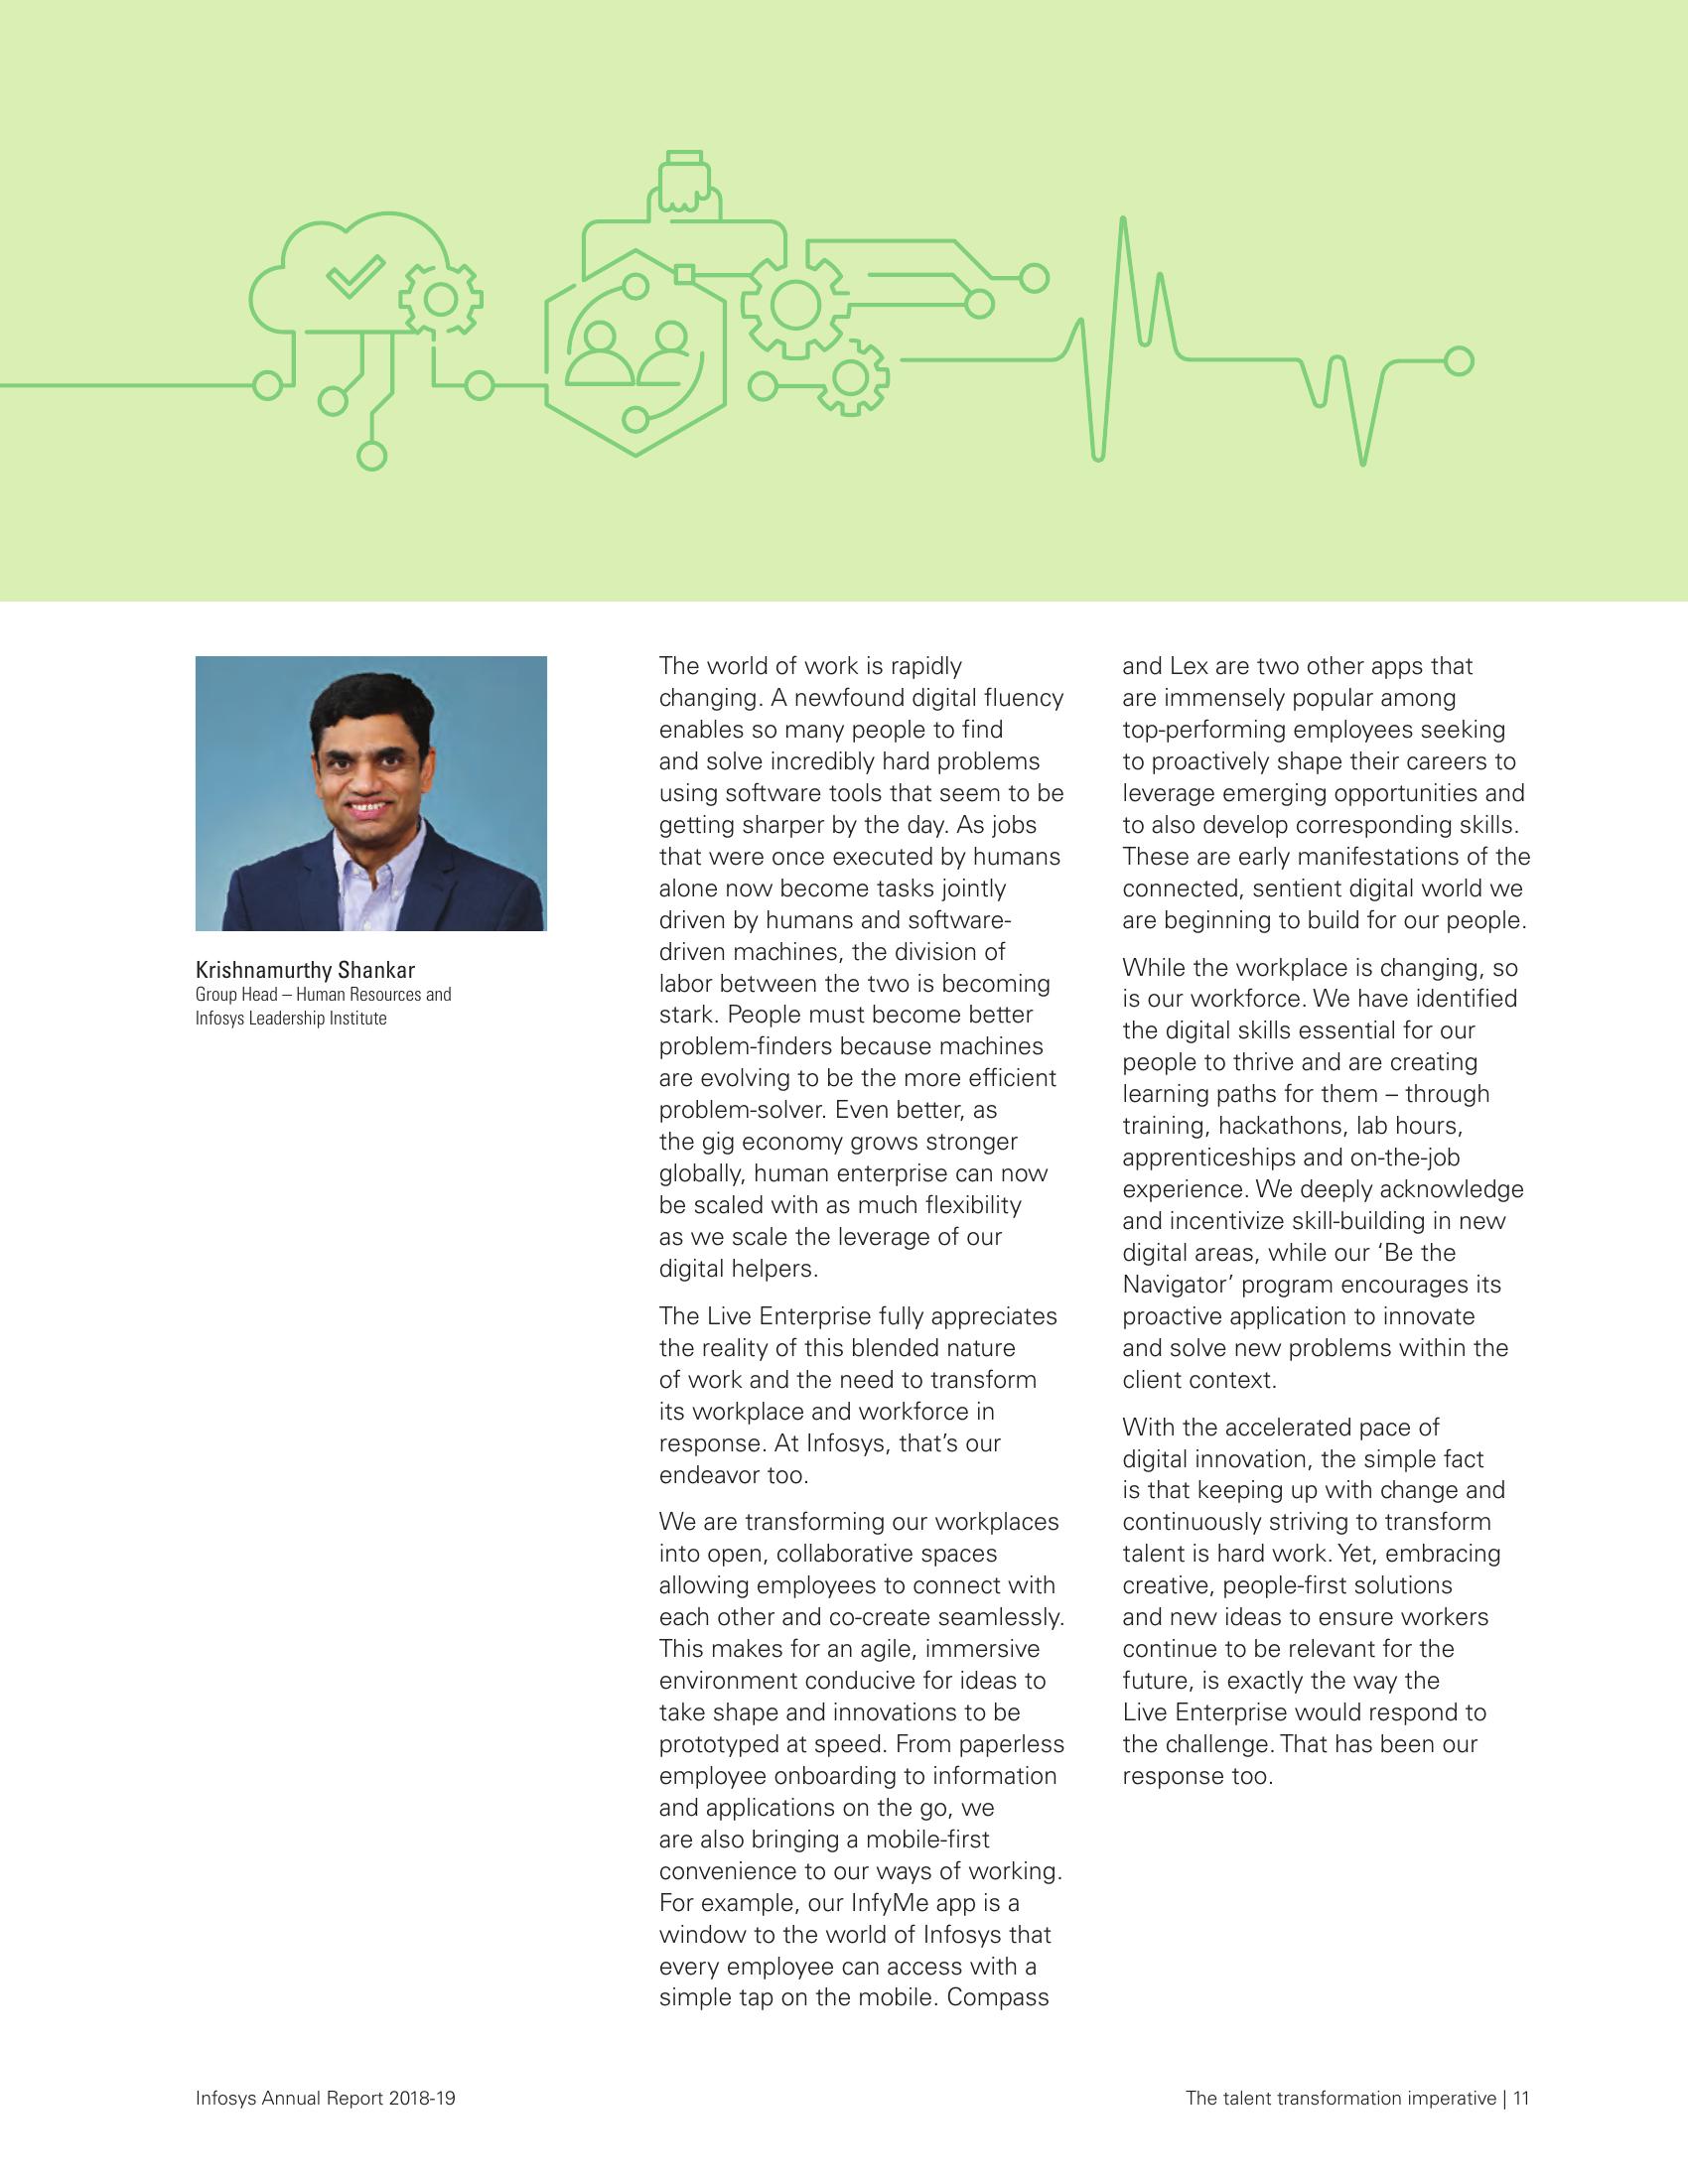 Krishnamurthy Shankar
Group Head – Human Resources and
Infosys Leadership Institute
The world of work is rapidly
changing. A newfound digital fluency
enables so many people to find
and solve incredibly hard problems
using software tools that seem to be
getting sharper by the day. As jobs
that were once executed by humans
alone now become tasks jointly
driven by humans and software-
driven machines, the division of
labor between the two is becoming
stark. People must become better
problem-finders because machines
are evolving to be the more efficient
problem-solver. Even better, as
the gig economy grows stronger
globally, human enterprise can now
be scaled with as much flexibility
as we scale the leverage of our
digital helpers.
The Live Enterprise fully appreciates
the reality of this blended nature
of work and the need to transform
its workplace and workforce in
response. At Infosys, that’s our
endeavor too.
We are transforming our workplaces
into open, collaborative spaces
allowing employees to connect with
each other and co-create seamlessly.
This makes for an agile, immersive
environment conducive for ideas to
take shape and innovations to be
prototyped at speed. From paperless
employee onboarding to information
and applications on the go, we
are also bringing a mobile-first
convenience to our ways of working.
For example, our InfyMe app is a
window to the world of Infosys that
every employee can access with a
simple tap on the mobile. Compass
and Lex are two other apps that
are immensely popular among
top-performing employees seeking
to proactively shape their careers to
leverage emerging opportunities and
to also develop corresponding skills.
These are early manifestations of the
connected, sentient digital world we
are beginning to build for our people.
While the workplace is changing, so
is our workforce. We have identified
the digital skills essential for our
people to thrive and are creating
learning paths for them – through
training, hackathons, lab hours,
apprenticeships and on-the-job
experience. We deeply acknowledge
and incentivize skill-building in new
digital areas, while our ‘Be the
Navigator’ program encourages its
proactive application to innovate
and solve new problems within the
client context.
With the accelerated pace of
digital innovation, the simple fact
is that keeping up with change and
continuously striving to transform
talent is hard work. Yet, embracing
creative, people-first solutions
and new ideas to ensure workers
continue to be relevant for the
future, is exactly the way the
Live Enterprise would respond to
the challenge. That has been our
response too.
Infosys Annual Report 2018-19
The talent transformation imperative | 11